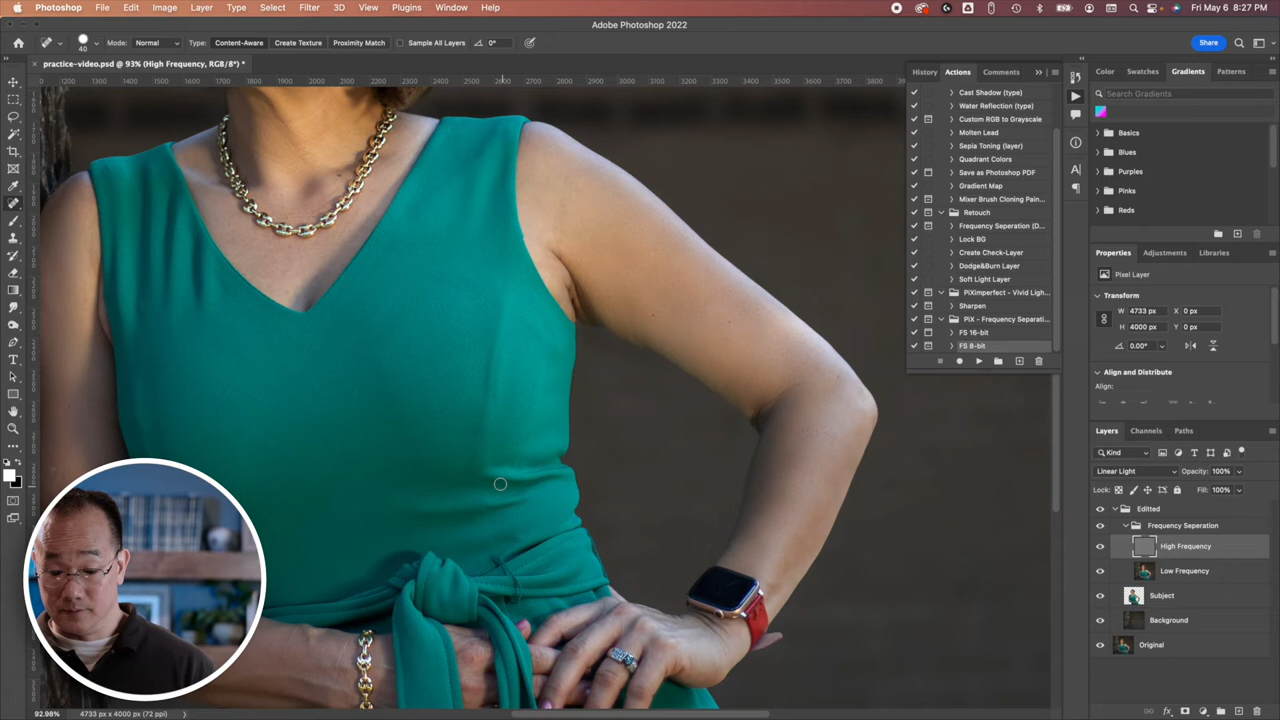 Photoshop File Edit Image Layer Type Select Filter 3D View Plugins Window Help Fri May 6 8:27 PM
Adobe Photoshop 2022
40 Mode: Normal Type: Content-Aware Create Texture Proximity Match Sample All Layers 0° Share
practice-video.psd @ 93% (High Frequency, RGB/8*) *
1200 1300 1400 1500 1600 1700 1800 1900 2000 2100 2200 2300 2400 2500 2600 2700 2800 2900 3000 3100 3200 3300 3400 3500 3600 3700 3800
History Actions Comments
Cast Shadow (type)
Water Reflection (type)
Custom RGB to Grayscale
Molten Lead
Sepia Toning (layer)
Quadrant Colors
Save as Photoshop PDF
Gradient Map
Mixer Brush Cloning Pain...
Retouch
Frequency Seperation (D...
Lock BG
Create Check-Layer
Dodge&Burn Layer
Soft Light Layer
PiXimperfect - Vivid Ligh...
Sharpen
PiX - Frequency Separati...
FS 16-bit
FS 8-bit
Color Swatches Gradients Patterns
Search Gradients
Basics
Blues
Purples
Pinks
Reds
Properties Adjustments Libraries
Pixel Layer
Transform
W 4733 px X 0 px
H 4000 px Y 0 px
0.00°
Align and Distribute
Align:
Layers Channels Paths
Kind
Linear Light Opacity: 100%
Lock: Fill: 100%
Editted
Frequency Seperation
High Frequency
Low Frequency
Subject
Background
Original
92.98% 4733 px x 4000 px (72 ppi)